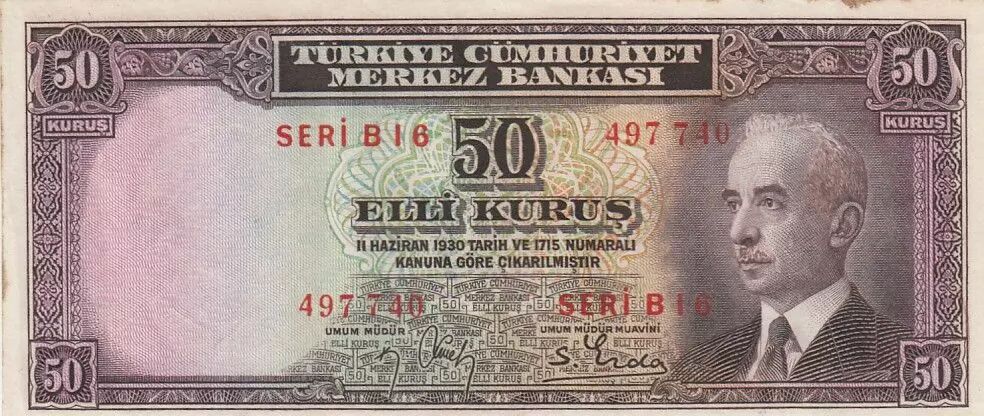 50 50
TÜRKİYE CÜMHURİYET
MERKEZ BANKASI
KURUŞ KURUŞ
SERİ B16 50 497 740
ELLİ KURUŞ
11 HAZİRAN 1930 TARİH VE 1715 NUMARALI
KANUNA GÖRE ÇIKARILMIŞTIR
497 740 SERİ B16
UMUM MÜDÜR UMUM MÜDÜR MUAVİNİ
50 50